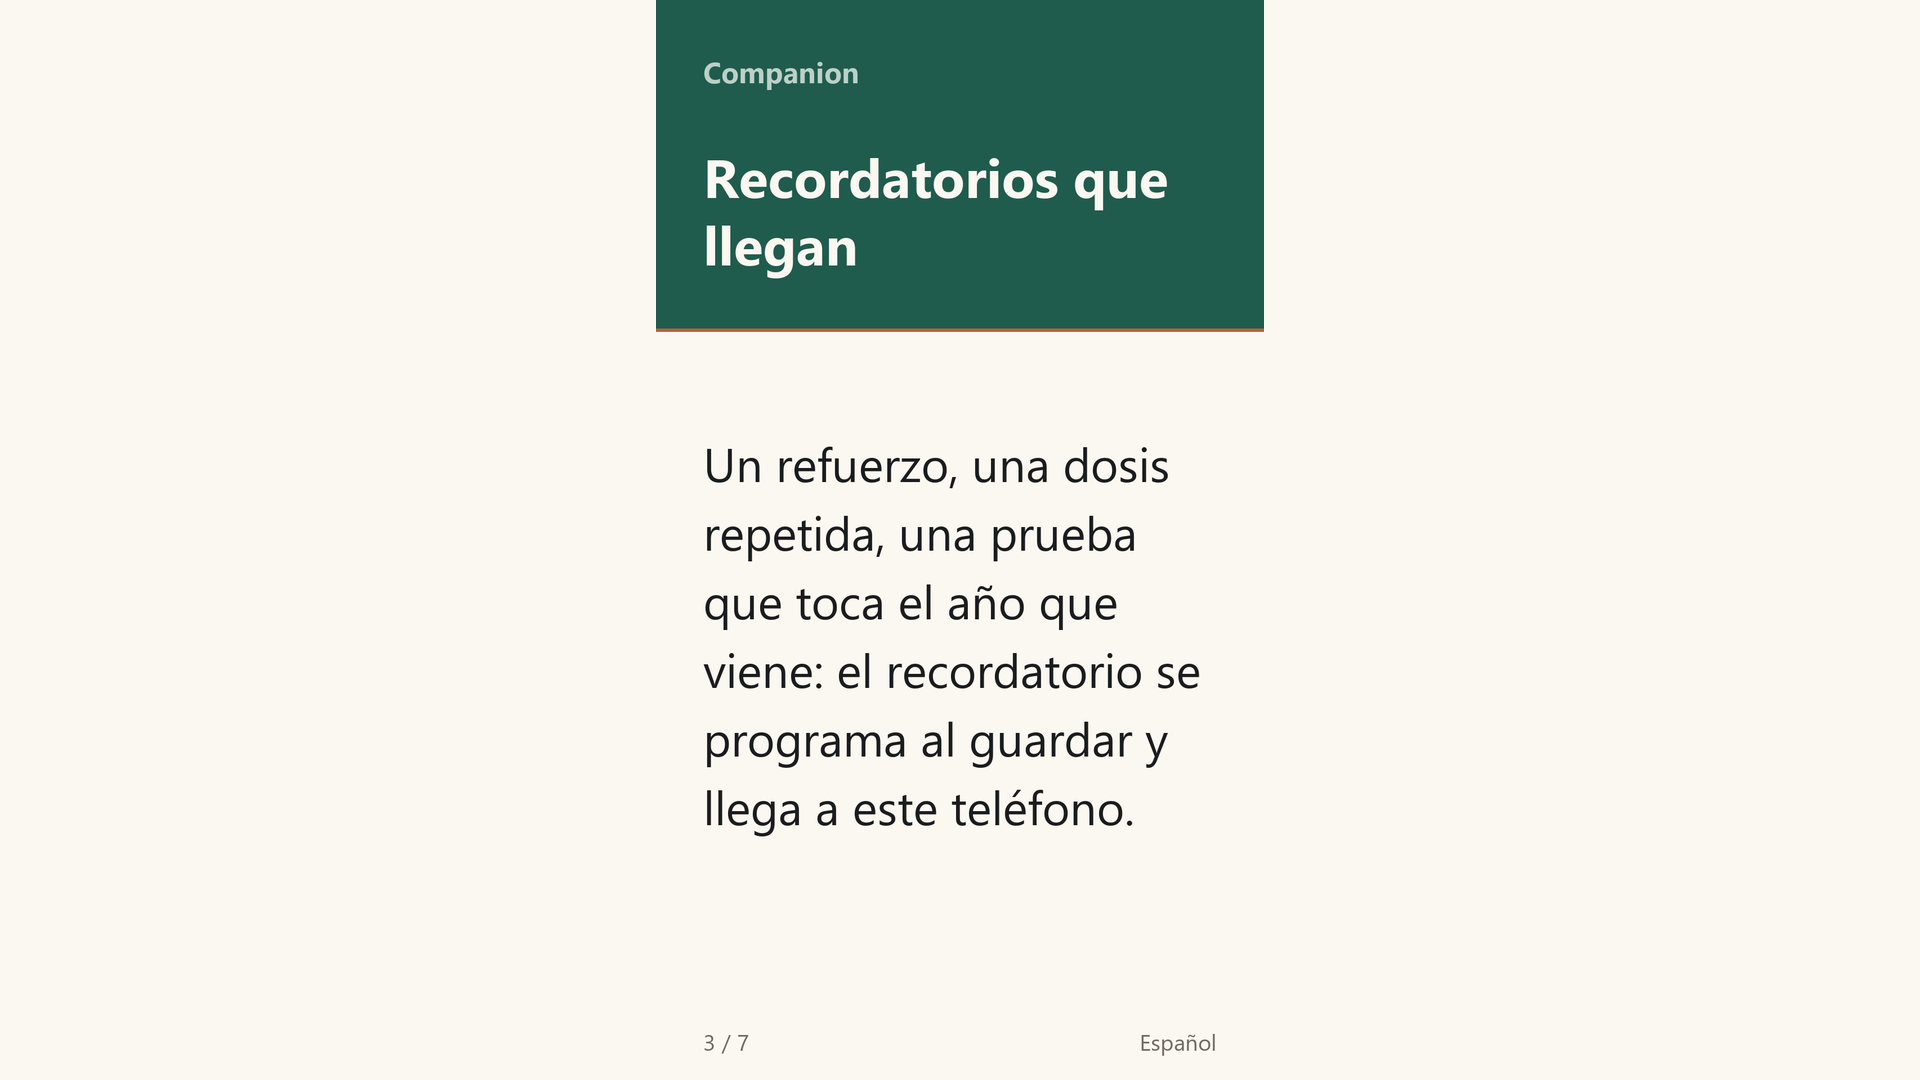 Companion
Recordatorios que
llegan
Un refuerzo, una dosis
repetida, una prueba
que toca el año que
viene: el recordatorio se
programa al guardar y
llega a este teléfono.
3 / 7
Español